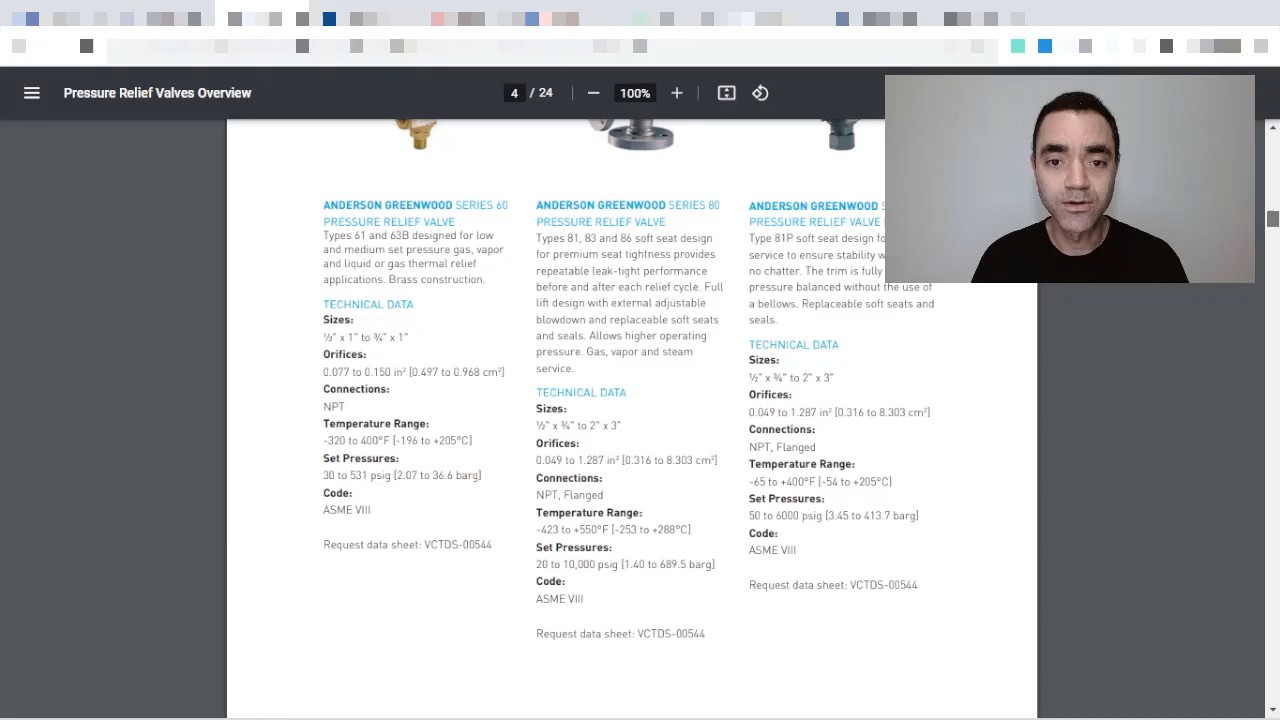 Pressure Relief Valves Overview
4 / 24
100%
ANDERSON GREENWOOD SERIES 60
PRESSURE RELIEF VALVE
Types 61 and 63B designed for low
and medium set pressure gas, vapor
and liquid or gas thermal relief
applications. Brass construction.
TECHNICAL DATA
Sizes:
½" x 1" to ¾" x 1"
Orifices:
0.077 to 0.150 in² [0.497 to 0.968 cm²]
Connections:
NPT
Temperature Range:
-320 to 400°F [-196 to +205°C]
Set Pressures:
30 to 531 psig [2.07 to 36.6 barg]
Code:
ASME VIII
Request data sheet: VCTDS-00544
ANDERSON GREENWOOD SERIES 80
PRESSURE RELIEF VALVE
Types 81, 83 and 86 soft seat design
for premium seat tightness provides
repeatable leak-tight performance
before and after each relief cycle. Full
lift design with external adjustable
blowdown and replaceable soft seats
and seals. Allows higher operating
pressure. Gas, vapor and steam
service.
TECHNICAL DATA
Sizes:
½" x ¾" to 2" x 3"
Orifices:
0.049 to 1.287 in² [0.316 to 8.303 cm²]
Connections:
NPT, Flanged
Temperature Range:
-423 to +550°F [-253 to +288°C]
Set Pressures:
20 to 10,000 psig [1.40 to 689.5 barg]
Code:
ASME VIII
Request data sheet: VCTDS-00544
ANDERSON GREENWOOD
PRESSURE RELIEF VALVE
Type 81P soft seat design
service to ensure stability
no chatter. The trim is fully
pressure balanced without the use of
a bellows. Replaceable soft seats and
seals.
TECHNICAL DATA
Sizes:
½" x ¾" to 2" x 3"
Orifices:
0.049 to 1.287 in² [0.316 to 8.303 cm²]
Connections:
NPT, Flanged
Temperature Range:
-65 to +400°F [-54 to +205°C]
Set Pressures:
50 to 6000 psig [3.45 to 413.7 barg]
Code:
ASME VIII
Request data sheet: VCTDS-00544